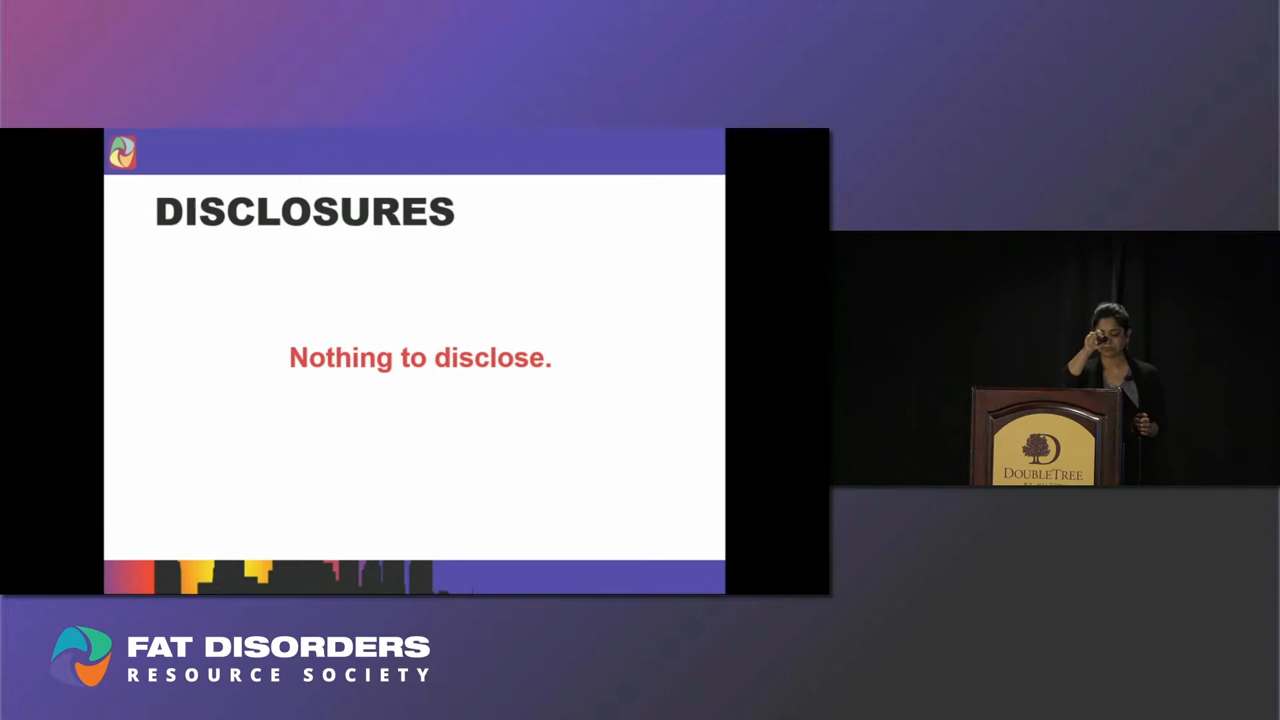 DISCLOSURES
Nothing to disclose.
D
DOUBLETREE
FAT DISORDERS
RESOURCE SOCIETY